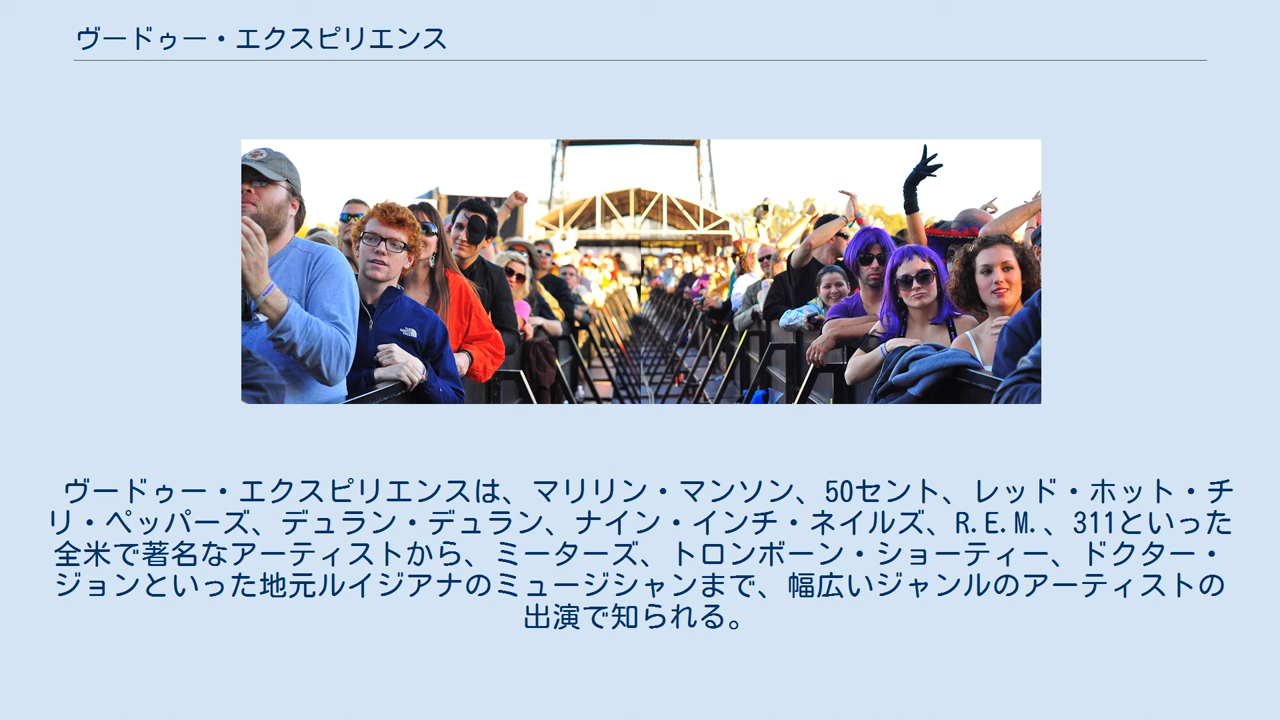 ヴードゥー・エクスピリエンス
ヴードゥー・エクスピリエンスは、マリリン・マンソン、50セント、レッド・ホット・チ
リ・ペッパーズ、デュラン・デュラン、ナイン・インチ・ネイルズ、R.E.M.、311といった
全米で著名なアーティストから、ミーターズ、トロンボーン・ショーティー、ドクター・
ジョンといった地元ルイジアナのミュージシャンまで、幅広いジャンルのアーティストの
出演で知られる。